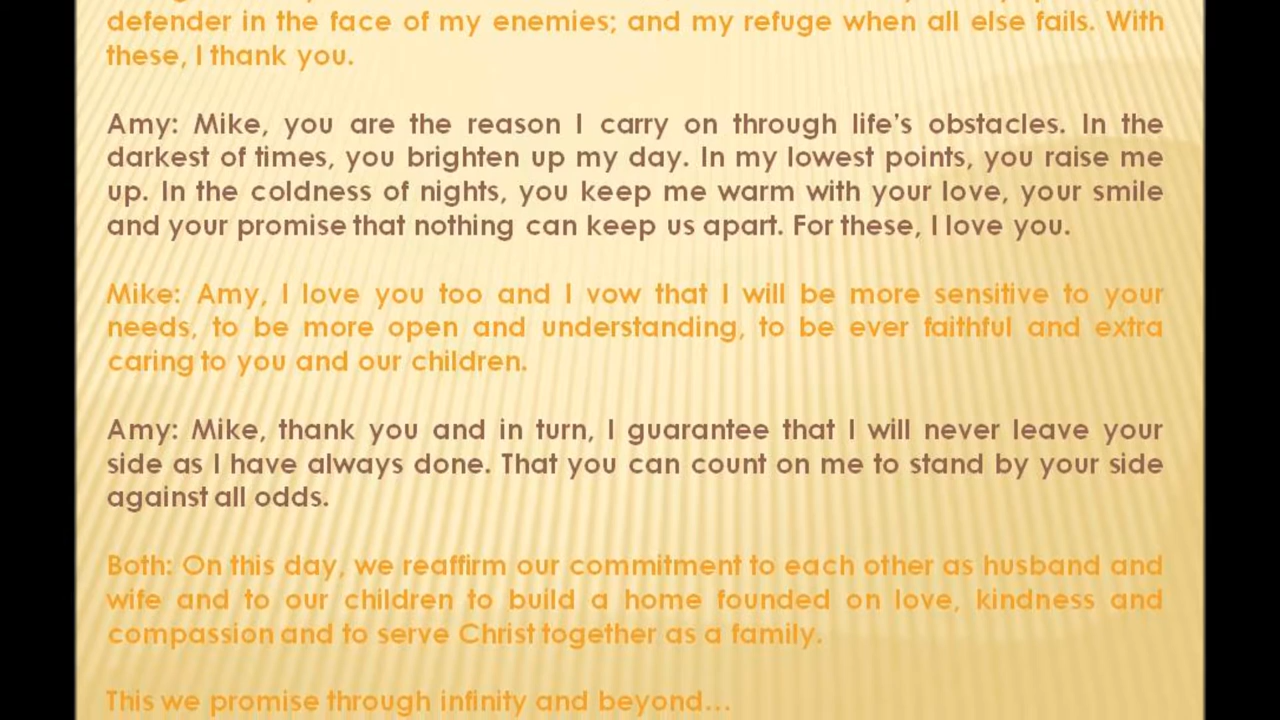 defender in the face of my enemies; and my refuge when all else fails. With
these, I thank you.
Amy: Mike, you are the reason I carry on through life's obstacles. In the
darkest of times, you brighten up my day. In my lowest points, you raise me
up. In the coldness of nights, you keep me warm with your love, your smile
and your promise that nothing can keep us apart. For these, I love you.
Mike: Amy, I love you too and I vow that I will be more sensitive to your
needs, to be more open and understanding, to be ever faithful and extra
caring to you and our children.
Amy: Mike, thank you and in turn, I guarantee that I will never leave your
side as I have always done. That you can count on me to stand by your side
against all odds.
Both: On this day, we reaffirm our commitment to each other as husband and
wife and to our children to build a home founded on love, kindness and
compassion and to serve Christ together as a family.
This we promise through infinity and beyond...